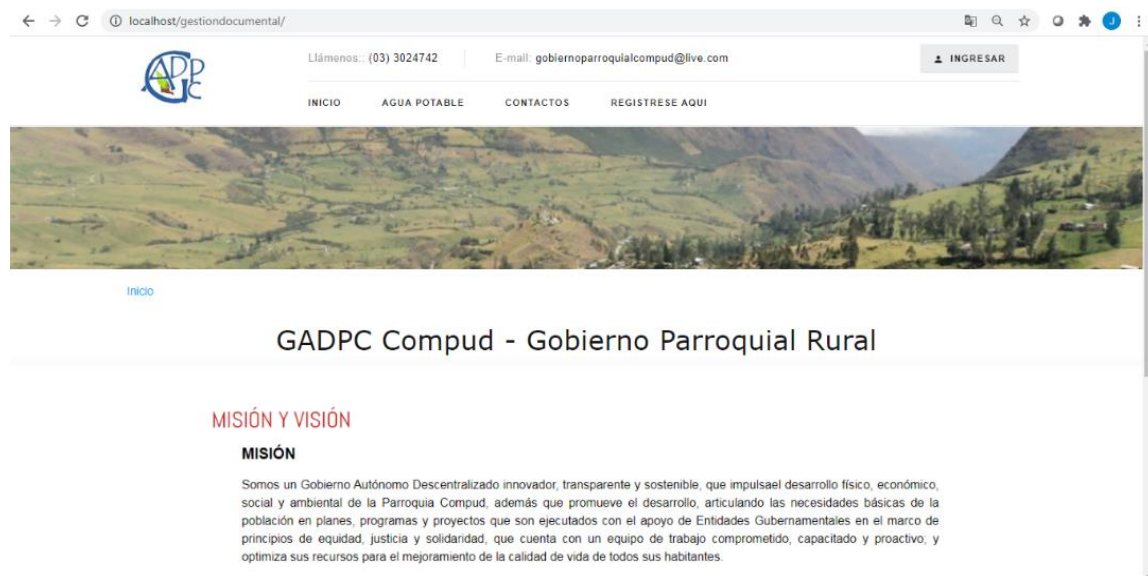 localhost/gestiondocumental/
J
Llámenos:: (03) 3024742
E-mail: gobiernoparroquialcompud@live.com
INGRESAR
INICIO
AGUA POTABLE
CONTACTOS
REGISTRESE AQUI
Inicio
GADPC Compud - Gobierno Parroquial Rural
MISIÓN Y VISIÓN
MISIÓN
Somos un Gobierno Autónomo Descentralizado innovador, transparente y sostenible, que impulsael desarrollo físico, económico,
social y ambiental de la Parroquia Compud, además que promueve el desarrollo, articulando las necesidades básicas de la
población en planes, programas y proyectos que son ejecutados con el apoyo de Entidades Gubernamentales en el marco de
principios de equidad, justicia y solidaridad, que cuenta con un equipo de trabajo comprometido, capacitado y proactivo; y
optimiza sus recursos para el mejoramiento de la calidad de vida de todos sus habitantes.